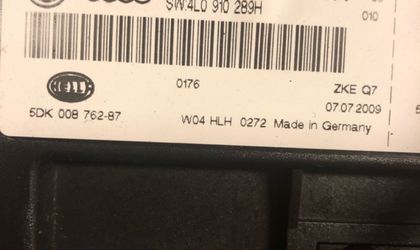 SW.4L0 910 289H
010
0176
ZKE Q7
HELLA
07.07.2009
5DK 008 762-87
W04 HLH 0272 Made in Germany